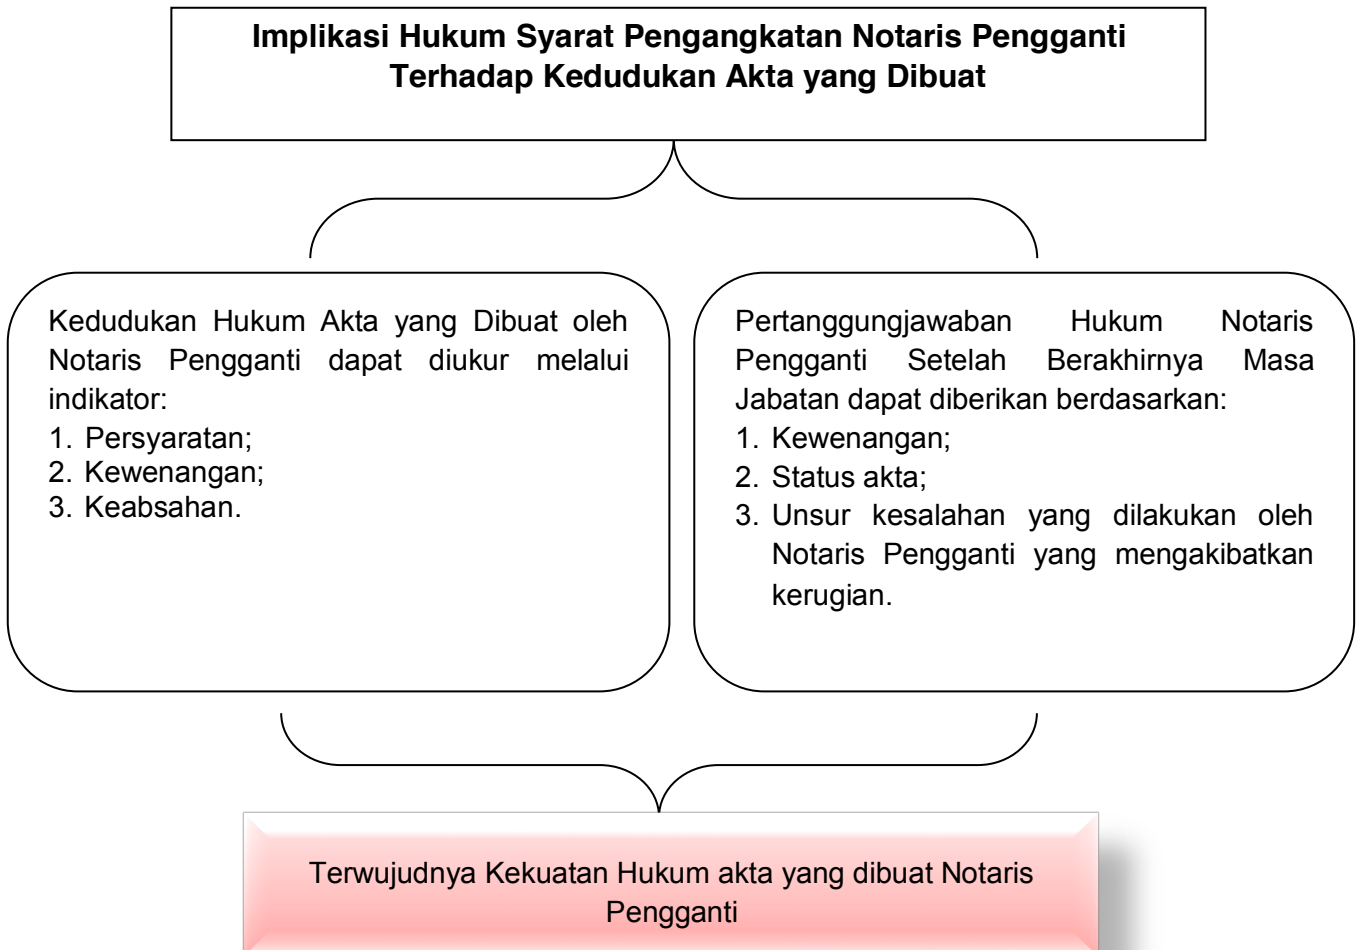 Implikasi Hukum Syarat Pengangkatan Notaris Pengganti
Terhadap Kedudukan Akta yang Dibuat
Kedudukan Hukum Akta yang Dibuat oleh
Notaris Pengganti dapat diukur melalui
indikator:
1. Persyaratan;
2. Kewenangan;
3. Keabsahan.
Pertanggungjawaban Hukum Notaris
Pengganti Setelah Berakhirnya Masa
Jabatan dapat diberikan berdasarkan:
1. Kewenangan;
2. Status akta;
3. Unsur kesalahan yang dilakukan oleh
Notaris Pengganti yang mengakibatkan
kerugian.
Terwujudnya Kekuatan Hukum akta yang dibuat Notaris
Pengganti